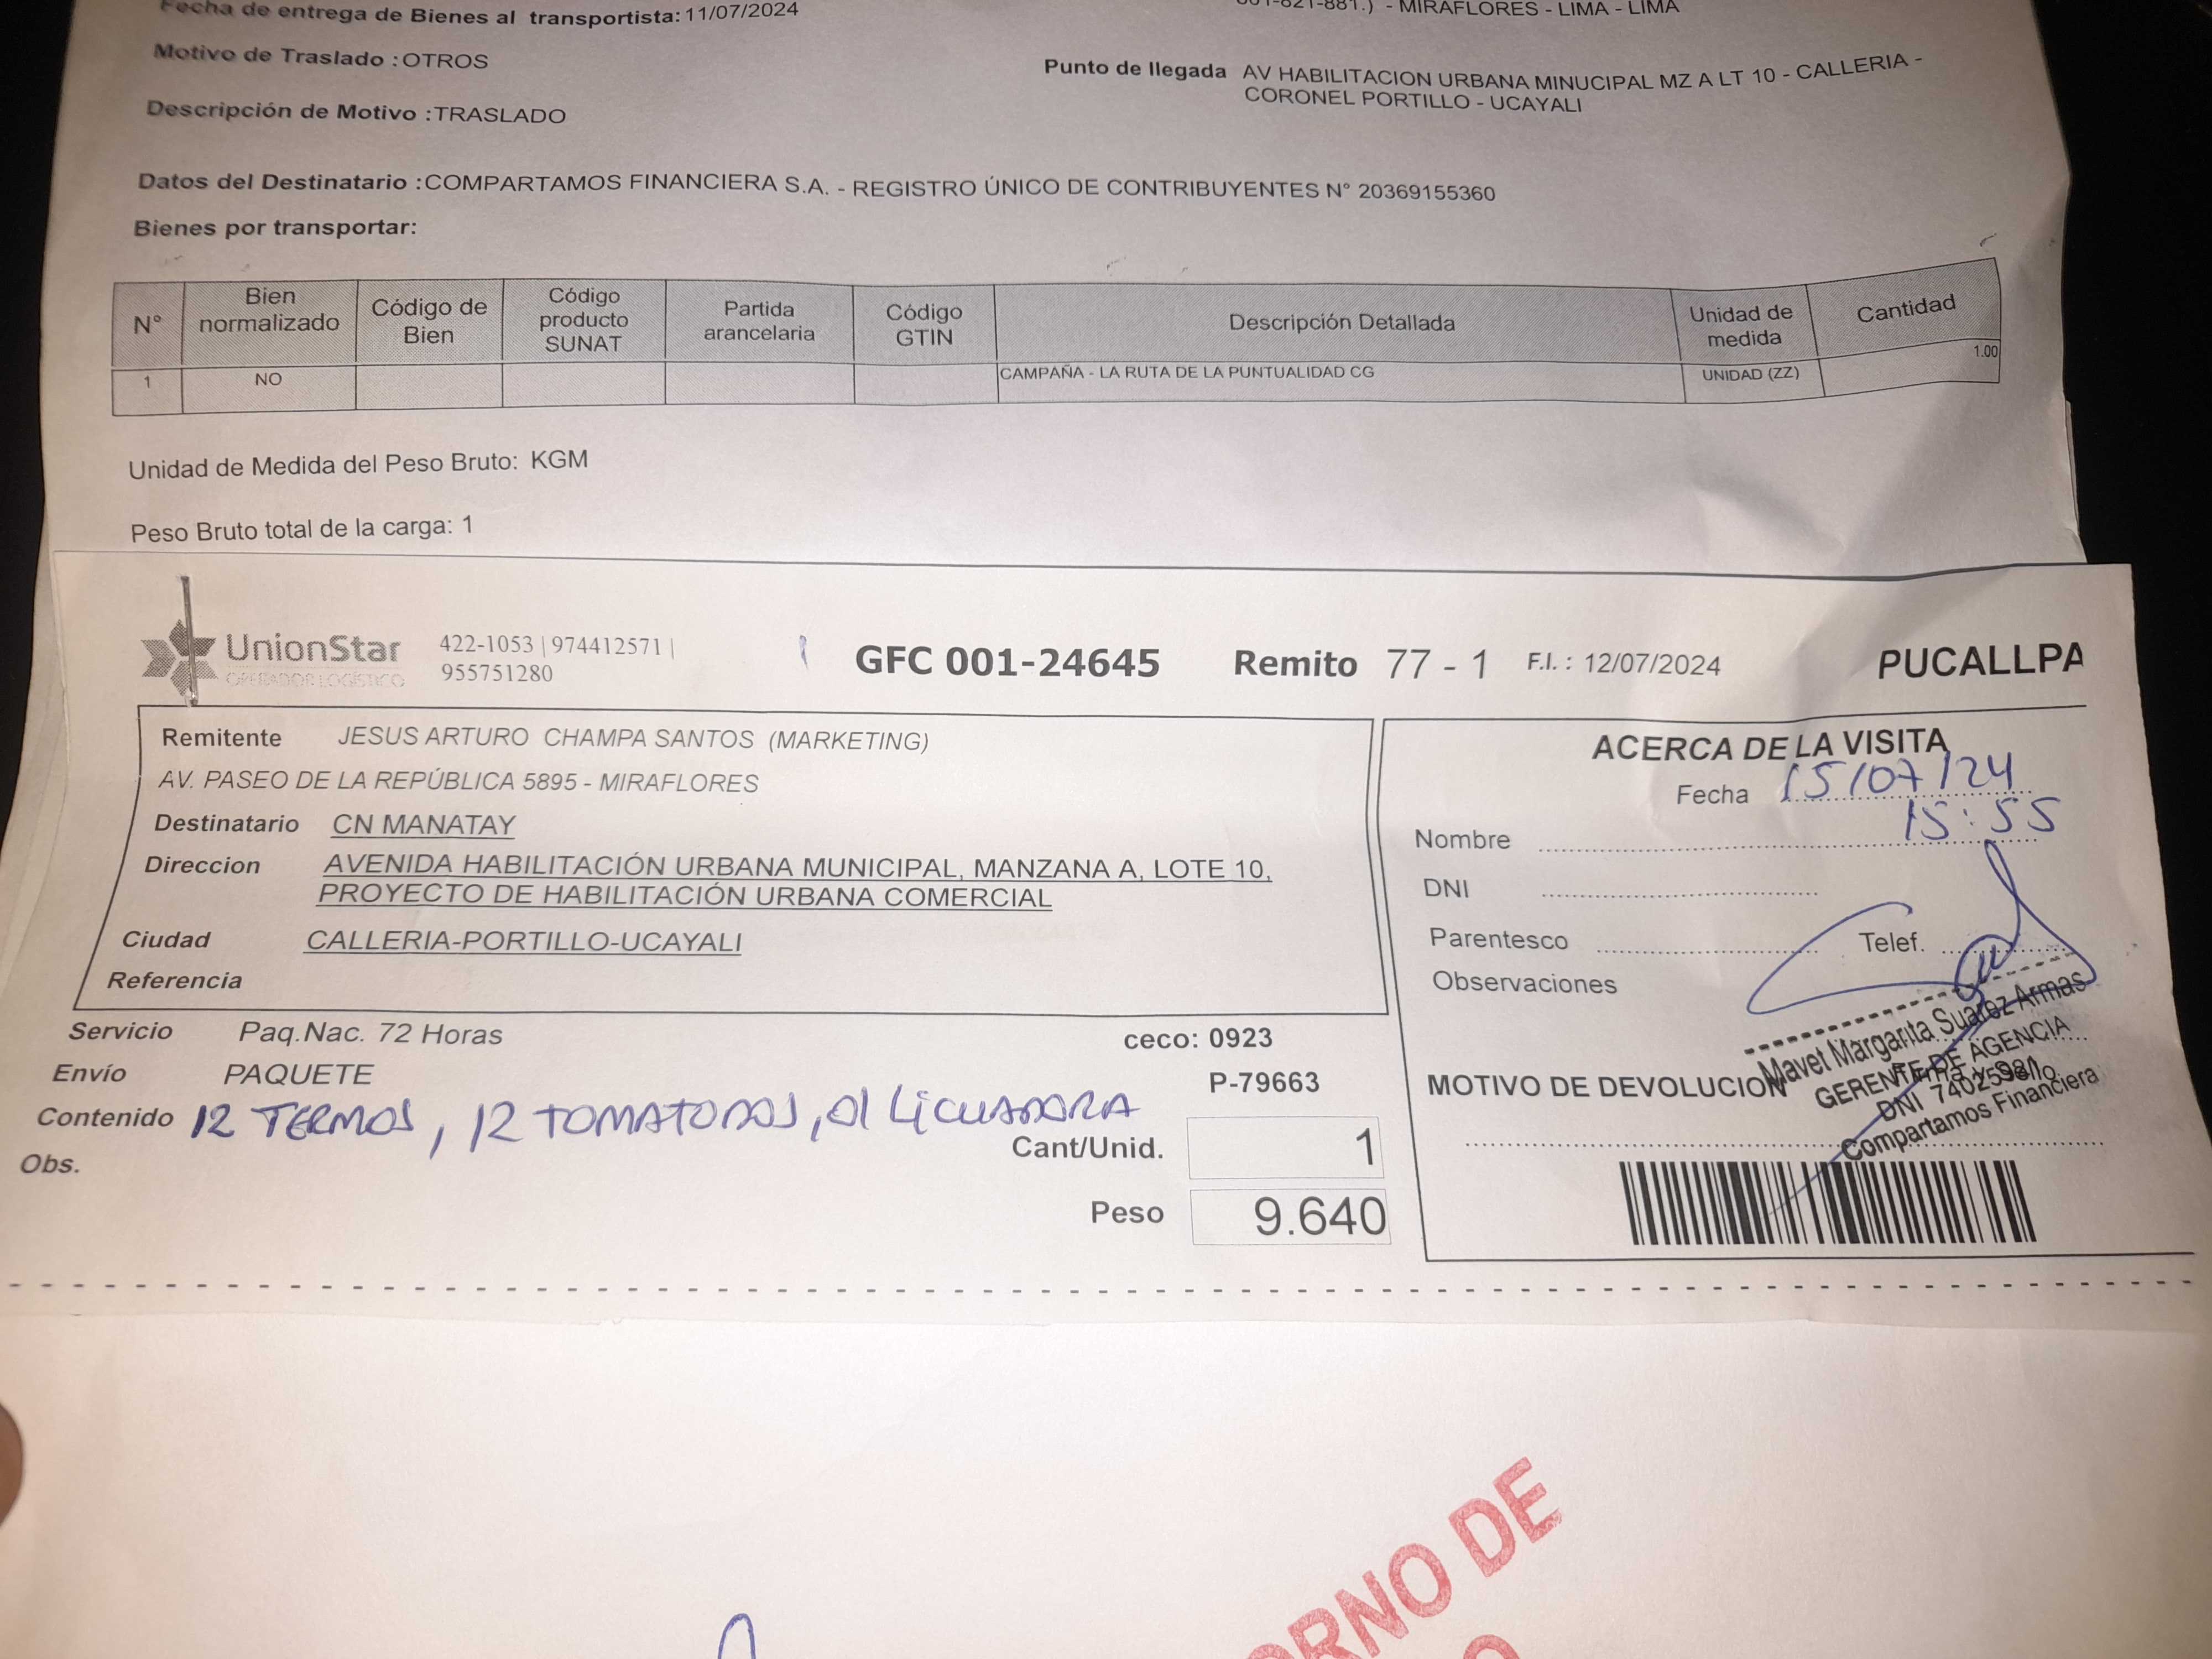 Fecha de entrega de Bienes al transportista: 11/07/2024
- MIRAFLORES - LIMA - LIMA
Motivo de Traslado : OTROS
Punto de llegada AV HABILITACION URBANA MINUCIPAL MZ A LT 10 - CALLERIA -
CORONEL PORTILLO - UCAYALI
Descripción de Motivo : TRASLADO
Datos del Destinatario : COMPARTAMOS FINANCIERA S.A. - REGISTRO ÚNICO DE CONTRIBUYENTES N° 20369155360
Bienes por transportar:
N° Bien normalizado Código de Bien Código producto SUNAT Partida arancelaria Código GTIN Descripción Detallada Unidad de medida Cantidad
1 NO CAMPAÑA - LA RUTA DE LA PUNTUALIDAD CG UNIDAD (ZZ) 1.00
Unidad de Medida del Peso Bruto: KGM
Peso Bruto total de la carga: 1
UnionStar
OPERADOR LOGÍSTICO
422-1053 | 974412571 |
955751280
GFC 001-24645 Remito 77 - 1 F.I. : 12/07/2024 PUCALLPA
Remitente JESUS ARTURO CHAMPA SANTOS (MARKETING)
AV. PASEO DE LA REPÚBLICA 5895 - MIRAFLORES
Destinatario CN MANATAY
Direccion AVENIDA HABILITACIÓN URBANA MUNICIPAL, MANZANA A, LOTE 10,
PROYECTO DE HABILITACIÓN URBANA COMERCIAL
Ciudad CALLERIA-PORTILLO-UCAYALI
Referencia
Servicio Paq.Nac. 72 Horas
ceco: 0923
Envío PAQUETE
P-79663
Contenido 12 TERMOS, 12 TOMATODOS, 01 LICUADORA
Cant/Unid. 1
Obs.
Peso 9.640
ACERCA DE LA VISITA
Fecha 15/07/24
15:55
Nombre
DNI
Parentesco Telef.
Observaciones
Mavet Margarita Suarez Armas
GERENTE DE AGENCIA
DNI
Compartamos Financiera
MOTIVO DE DEVOLUCION
DE